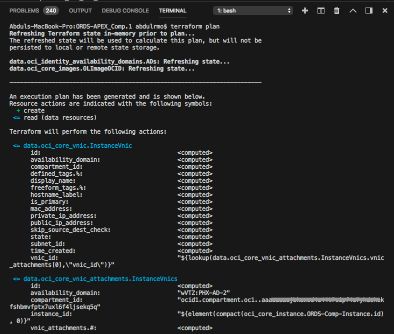 PROBLEMS 240 OUTPUT DEBUG CONSOLE TERMINAL 1: bash
Abduls-MacBook-Pro:ORDS-APEX_Comp.1 abdulrmo$ terraform plan
Refreshing Terraform state in-memory prior to plan...
The refreshed state will be used to calculate this plan, but will not be
persisted to local or remote state storage.
data.oci_identity_availability_domains.ADs: Refreshing state...
data.oci_core_images.OLImageOCID: Refreshing state...
An execution plan has been generated and is shown below.
Resource actions are indicated with the following symbols:
+ create
<= read (data resources)
Terraform will perform the following actions:
<= data.oci_core_vnic.InstanceVnic
id: <computed>
availability_domain: <computed>
compartment_id: <computed>
defined_tags.%: <computed>
display_name: <computed>
freeform_tags.%: <computed>
hostname_label: <computed>
is_primary: <computed>
mac_address: <computed>
private_ip_address: <computed>
public_ip_address: <computed>
skip_source_dest_check: <computed>
state: <computed>
subnet_id: <computed>
time_created: <computed>
vnic_id: "${lookup(data.oci_core_vnic_attachments.InstanceVnics.vnic
_attachments[0],\"vnic_id\")}"
<= data.oci_core_vnic_attachments.InstanceVnics
id: <computed>
availability_domain: "wVTZ:PHX-AD-2"
compartment_id: "ocid1.compartment.oc1..
fshbmvfptx7uxl6f4ljsekq5q"
instance_id: "${element(compact(oci_core_instance.ORDS-Comp-Instance.id)
, 0)}"
vnic_attachments.#: <computed>